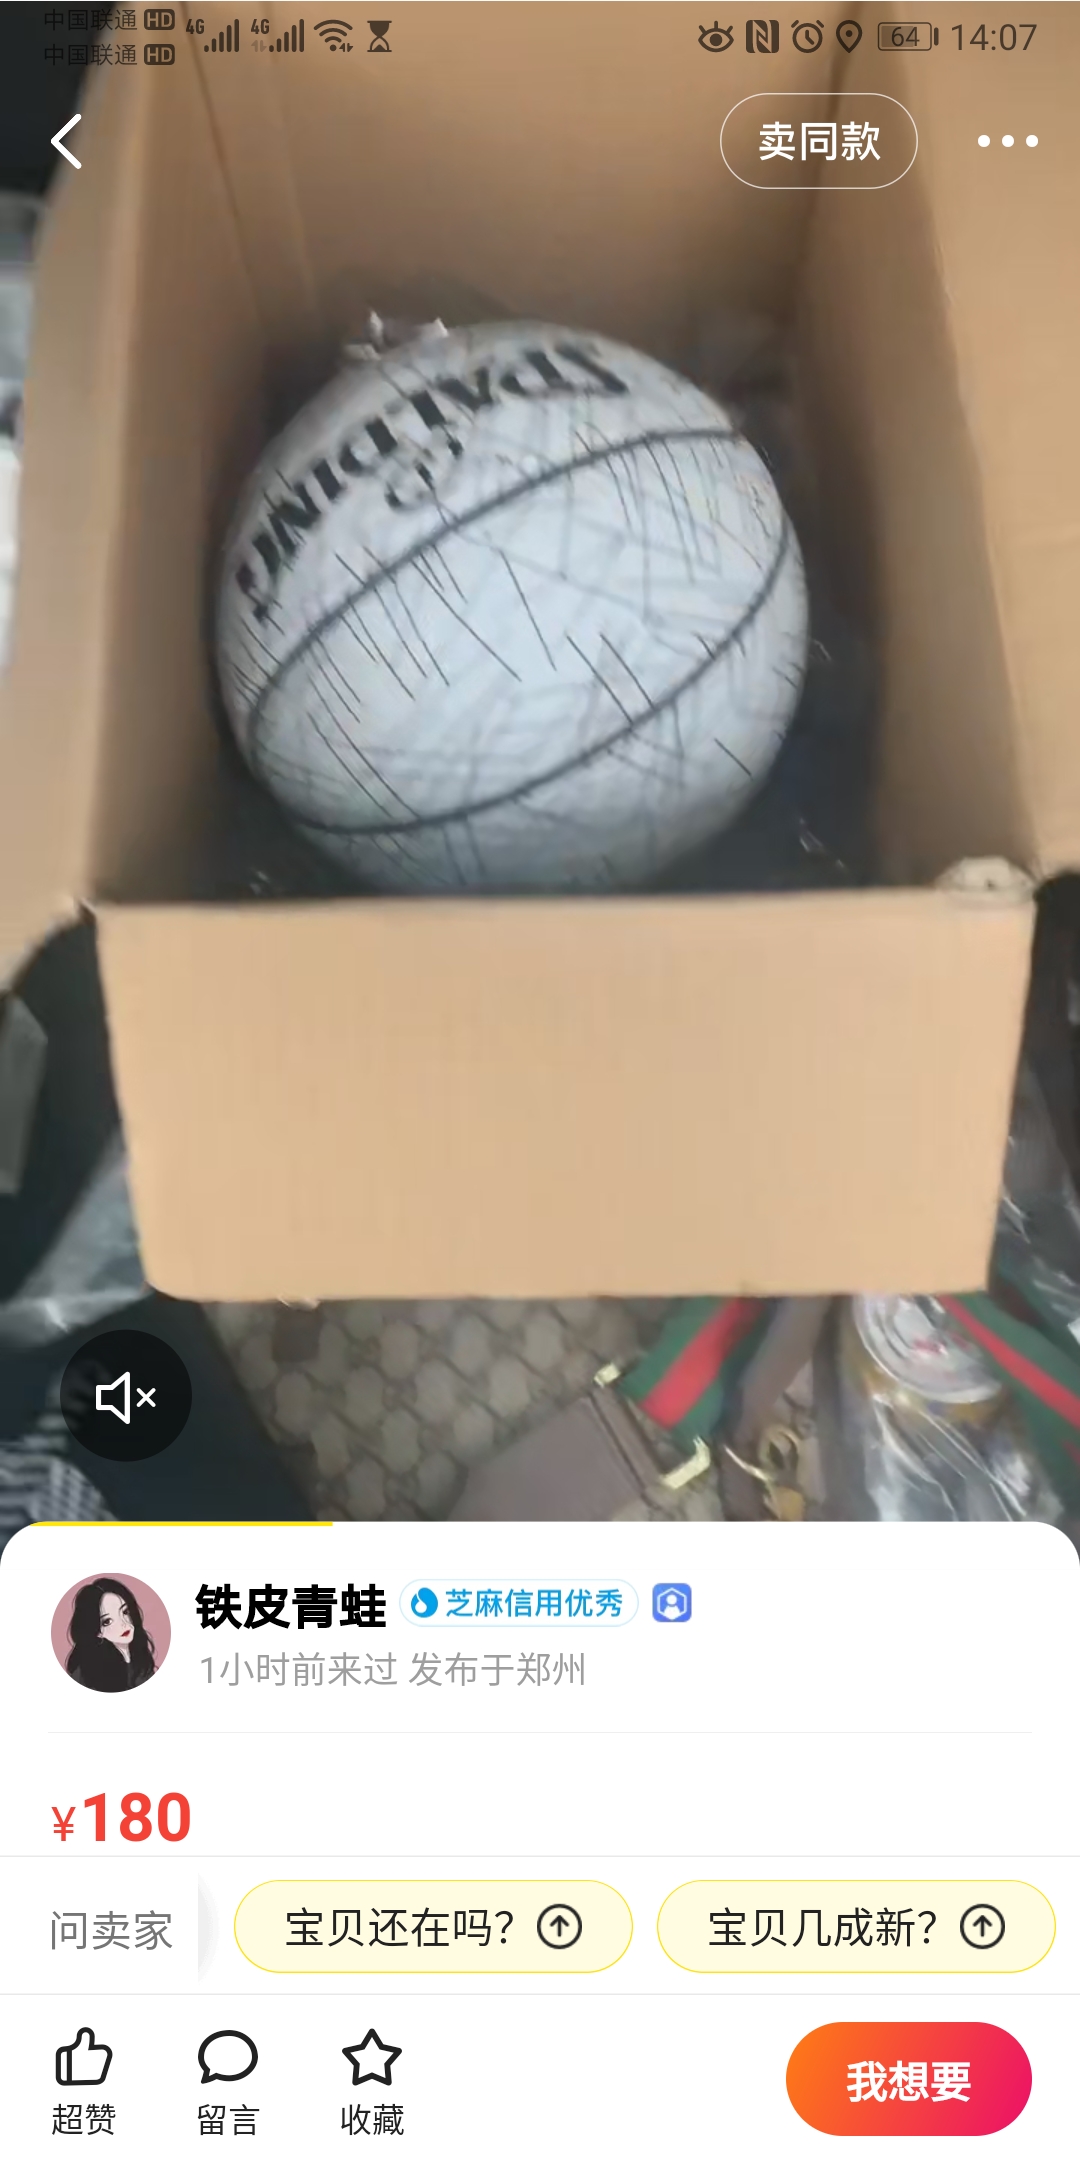 中国联通 HD 4G 4G 64 14:07
中国联通 HD
卖同款
SPALDING
铁皮青蛙 芝麻信用优秀
1小时前来过 发布于郑州
¥180
问卖家 宝贝还在吗? 宝贝几成新?
超赞 留言 收藏 我想要